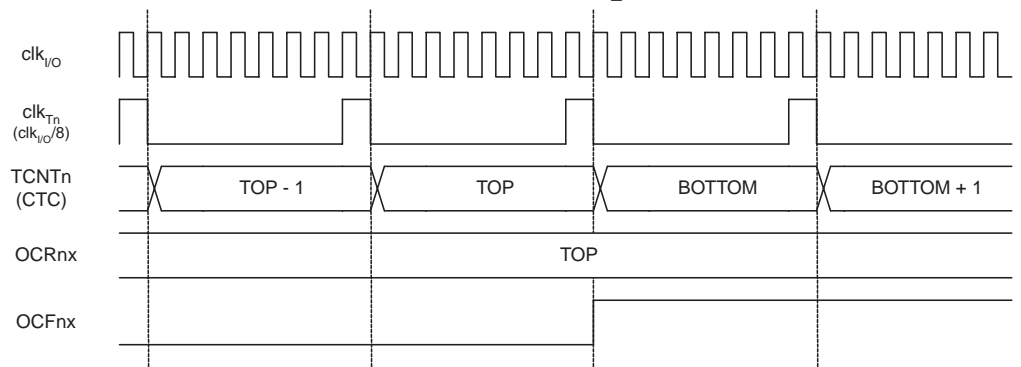 clkI/O
clkTn
(clkI/O/8)
TCNTn
(CTC)
TOP - 1
TOP
BOTTOM
BOTTOM + 1
OCRnx
TOP
OCFnx